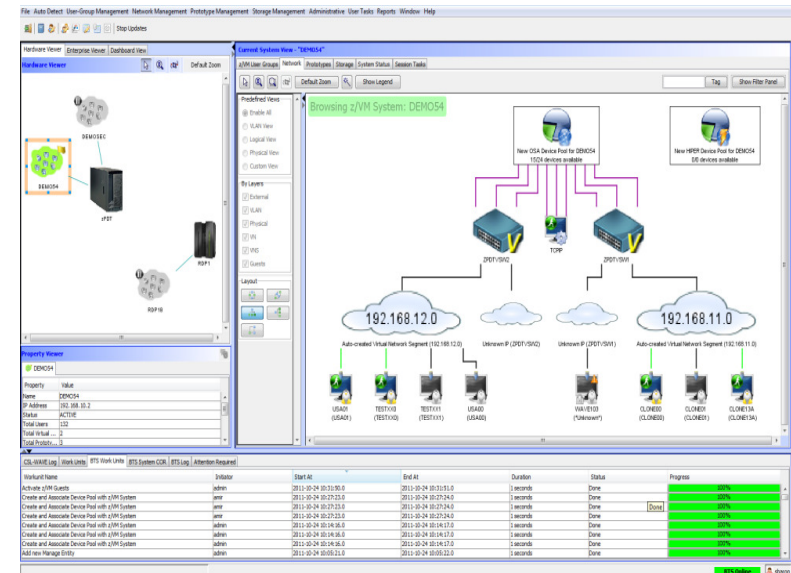 File Auto Detect User-Group Management Network Management Prototype Management Storage Management Administrative User Tasks Reports Window Help
Stop Updates
Hardware Viewer Enterprise Viewer Dashboard View
Hardware Viewer Default Zoom
DEMOSEC
DEMO54
zPDT
RDP1
RDP1B
Property Viewer
DEMO54
Property Value
Name DEMO54
IP Address 192.168.10.2
Status ACTIVE
Total Users 132
Total Virtual ... 2
Total Prototy... 2
Current System View - "DEMO54"
z/VM User Groups Network Prototypes Storage System Status Session Tasks
Default Zoom Show Legend Tag Show Filter Panel
Predefined Views
Enable All
VLAN View
Logical View
Physical View
Custom View
By Layers
External
VLAN
Physical
VN
VNS
Guests
Layout
Browsing z/VM System: DEMO54
New OSA Device Pool for DEMO54
15/24 devices available
New HIPER Device Pool for DEMO54
0/0 devices available
TCPIP
ZPDTVSW2
ZPDTVSW1
192.168.12.0
192.168.11.0
Auto-created Virtual Network Segment (192.168.12.0) Unknown IP (ZPDTVSW2) Unknown IP (ZPDTVSW1) Auto-created Virtual Network Segment (192.168.11.0)
USA01 TESTXX0 TESTXX1 USA00 WAVE103 CLONE00 CLONE01 CLONE13A
(USA01) (TESTXX0) (TESTXX1) (USA00) (*Unknown*) (CLONE00) (CLONE01) (CLONE13A)
CSL-WAVE Log Work Units BTS Work Units BTS System COR BTS Log Attention Required
Workunit Name Initiator Start At End At Duration Status Progress
Activate z/VM Guests admin 2011-10-24 10:31:50.0 2011-10-24 10:31:51.0 1 seconds Done 100%
Create and Associate Device Pool with z/VM System amir 2011-10-24 10:27:23.0 2011-10-24 10:27:24.0 1 seconds Done 100%
Create and Associate Device Pool with z/VM System amir 2011-10-24 10:27:23.0 2011-10-24 10:27:24.0 1 seconds Done Done 100%
Create and Associate Device Pool with z/VM System amir 2011-10-24 10:27:23.0 2011-10-24 10:27:24.0 1 seconds Done 100%
Create and Associate Device Pool with z/VM System admin 2011-10-24 10:14:16.0 2011-10-24 10:14:17.0 1 seconds Done 100%
Create and Associate Device Pool with z/VM System admin 2011-10-24 10:14:16.0 2011-10-24 10:14:17.0 1 seconds Done 100%
Create and Associate Device Pool with z/VM System admin 2011-10-24 10:14:16.0 2011-10-24 10:14:17.0 1 seconds Done 100%
Add new Manage Entity admin 2011-10-24 10:05:21.0 2011-10-24 10:05:22.0 1 seconds Done 100%
BTS Online sharon